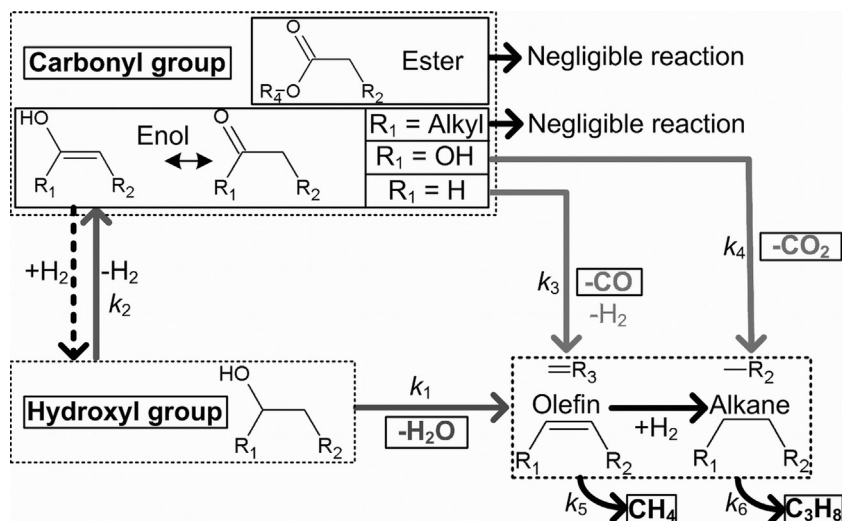 Carbonyl group
O
R4 O
R2
Ester
Negligible reaction
HO
R1 R2
Enol
O
R1 R2
R1 = Alkyl
Negligible reaction
R1 = OH
R1 = H
+H2
-H2
k2
k3
-CO
-H2
k4
-CO2
Hydroxyl group
HO
R1 R2
k1
-H2O
=R3
Olefin
R1 R2
+H2
—R2
Alkane
R1 R2
k5
CH4
k6
C3H8